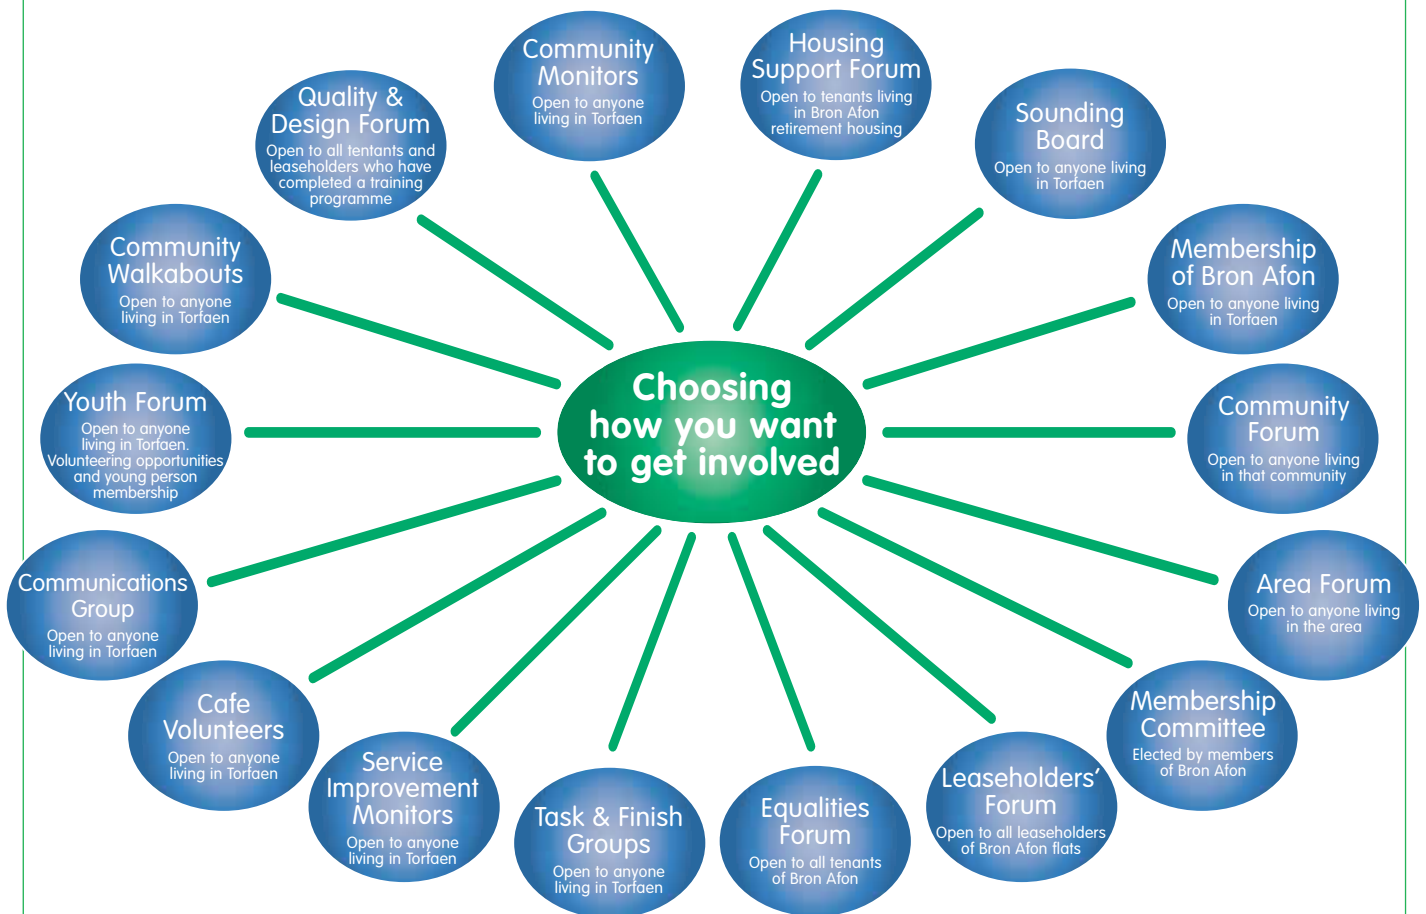 Community
Monitors
Open to anyone
living in Torfaen
Housing
Support Forum
Open to tenants living
in Bron Afon
retirement housing
Quality &
Design Forum
Open to all tentants and
leaseholders who have
completed a training
programme
Sounding
Board
Open to anyone living
in Torfaen
Community
Walkabouts
Open to anyone
living in Torfaen
Membership
of Bron Afon
Open to anyone living
in Torfaen
Choosing
how you want
to get involved
Youth Forum
Open to anyone
living in Torfaen.
Volunteering opportunities
and young person
membership
Community
Forum
Open to anyone living
in that community
Communications
Group
Open to anyone
living in Torfaen
Area Forum
Open to anyone living
in the area
Cafe
Volunteers
Open to anyone
living in Torfaen
Membership
Committee
Elected by members
of Bron Afon
Service
Improvement
Monitors
Open to anyone
living in Torfaen
Task & Finish
Groups
Open to anyone
living in Torfaen
Equalities
Forum
Open to all tenants
of Bron Afon
Leaseholders’
Forum
Open to all leaseholders
of Bron Afon flats